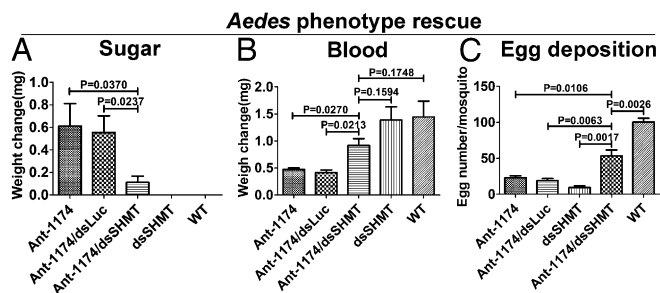 Aedes phenotype rescue
A Sugar
Weight change(mg)
1.0
0.8
0.6
0.4
0.2
0.0
P=0.0370
P=0.0237
Ant-1174
Ant-1174/dsLuc
Ant-1174/dsSHMT
dsSHMT
WT
B Blood
Weight change(mg)
2.0
1.5
1.0
0.5
0.0
P=0.1748
P=0.1594
P=0.0270
P=0.0213
Ant-1174
Ant-1174/dsLuc
Ant-1174/dsSHMT
dsSHMT
WT
C Egg deposition
Egg number/mosquito
150
100
50
0
P=0.0106
P=0.0026
P=0.0063
P=0.0017
Ant-1174
Ant-1174/dsLuc
dsSHMT
Ant-1174/dsSHMT
WT